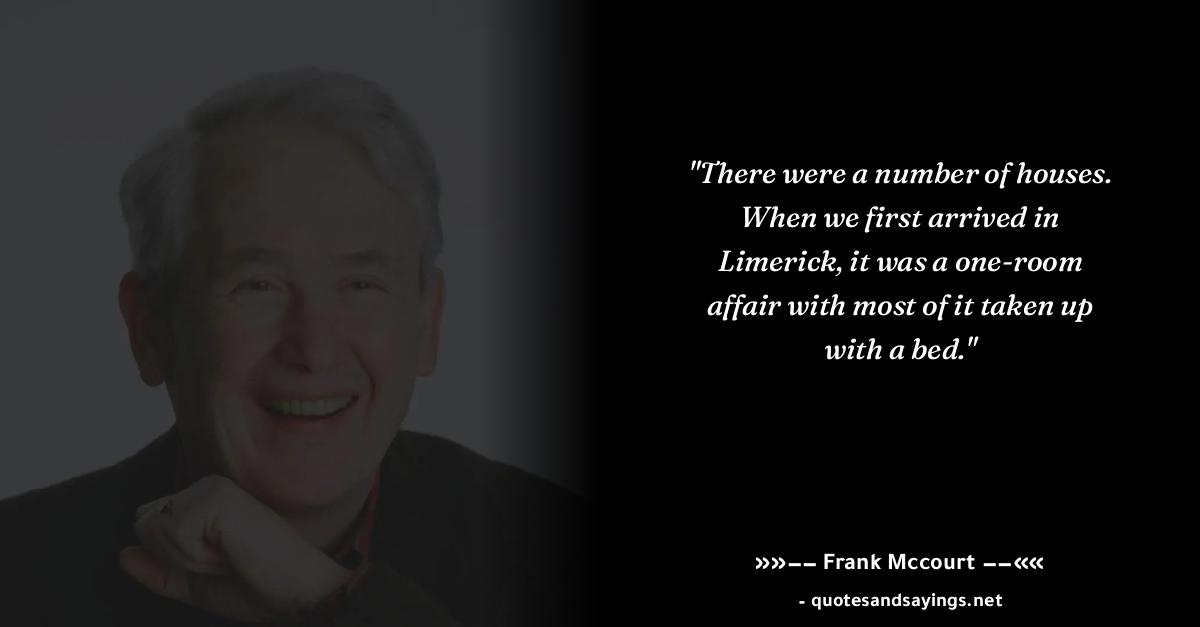 "There were a number of houses.
When we first arrived in
Limerick, it was a one-room
affair with most of it taken up
with a bed."
»»−− Frank Mccourt −−««
- quotesandsayings.net